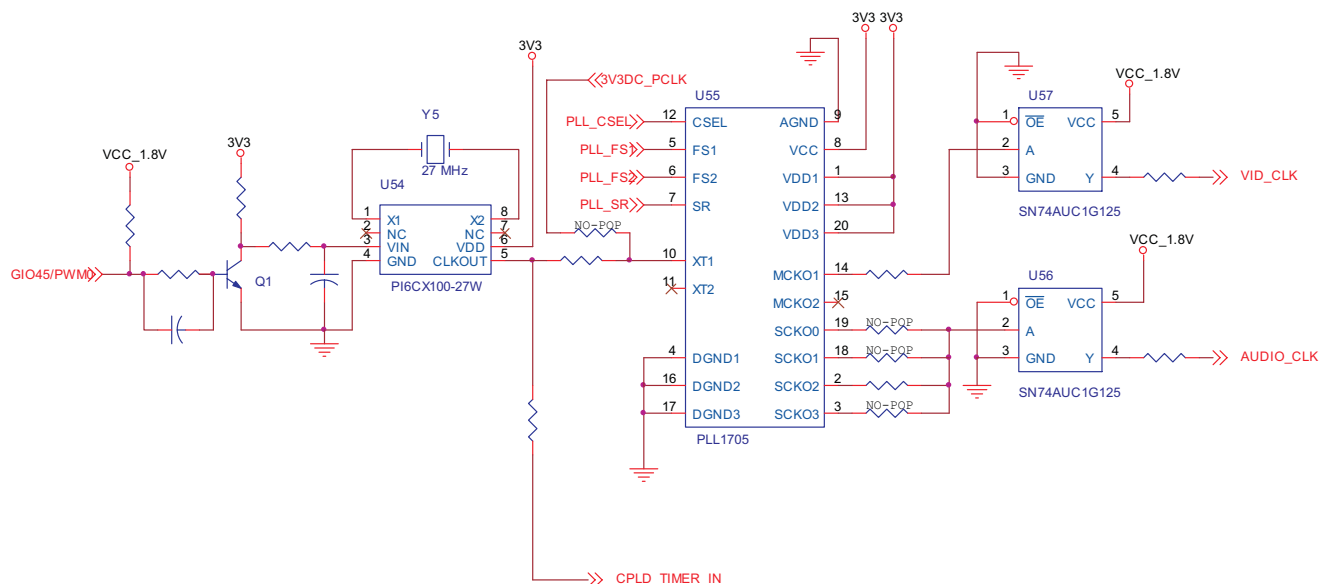 3V3 3V3
3V3
3V3DC_PCLK
U55
U57
VCC_1.8V
Y5
27 MHz
PLL_CSEL 12 CSEL AGND 9
1 OE VCC 5
PLL_FS1 5 FS1 VCC 8
2 A
VCC_1.8V
3V3
PLL_FS2 6 FS2 VDD1 1
3 GND Y 4 VID_CLK
U54
PLL_SR 7 SR VDD2 13
SN74AUC1G125
1 X1 X2 8
2 NC NC 7
3 VIN VDD 6
4 GND CLKOUT 5
PI6CX100-27W
NO-POP
VDD3 20
VCC_1.8V
10 XT1
11 XT2
MCKO1 14
MCKO2 15
U56
GIO45/PWM0
Q1
1 OE VCC 5
SCKO0 19 NO-POP
2 A
4 DGND1 SCKO1 18 NO-POP
3 GND Y 4 AUDIO_CLK
16 DGND2 SCKO2 2
SN74AUC1G125
17 DGND3 SCKO3 3 NO-POP
PLL1705
CPLD_TIMER_IN